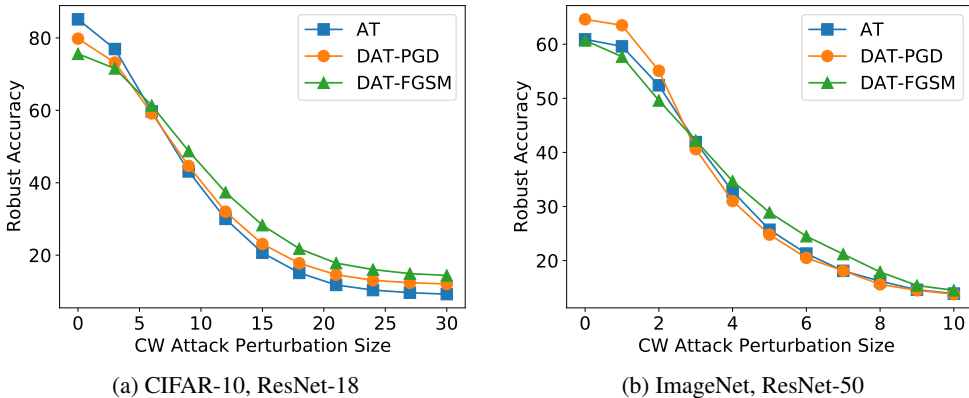 AT
DAT-PGD
DAT-FGSM
Robust Accuracy
80
60
40
20
0 5 10 15 20 25 30
CW Attack Perturbation Size
(a) CIFAR-10, ResNet-18
AT
DAT-PGD
DAT-FGSM
Robust Accuracy
60
50
40
30
20
0 2 4 6 8 10
CW Attack Perturbation Size
(b) ImageNet, ResNet-50